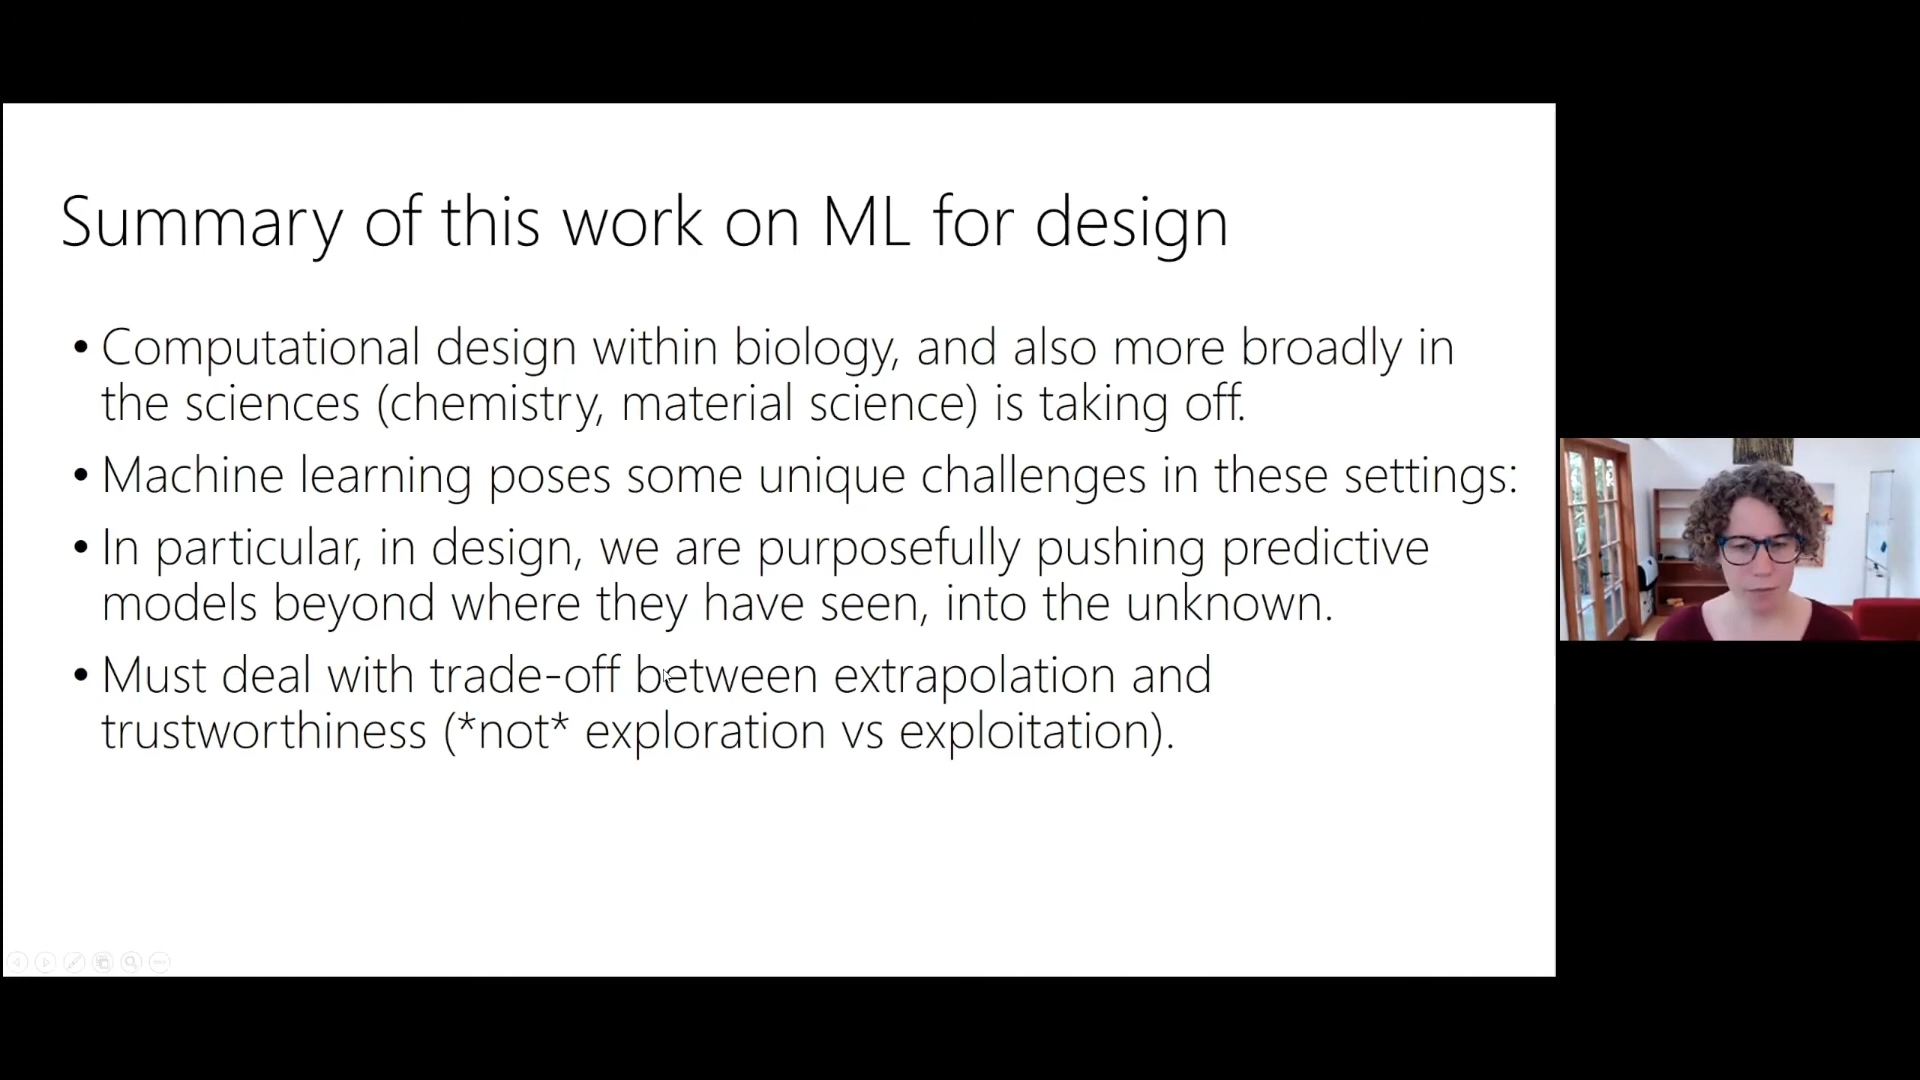 Summary of this work on ML for design
• Computational design within biology, and also more broadly in
the sciences (chemistry, material science) is taking off.
• Machine learning poses some unique challenges in these settings:
• In particular, in design, we are purposefully pushing predictive
models beyond where they have seen, into the unknown.
• Must deal with trade-off between extrapolation and
trustworthiness (*not* exploration vs exploitation).